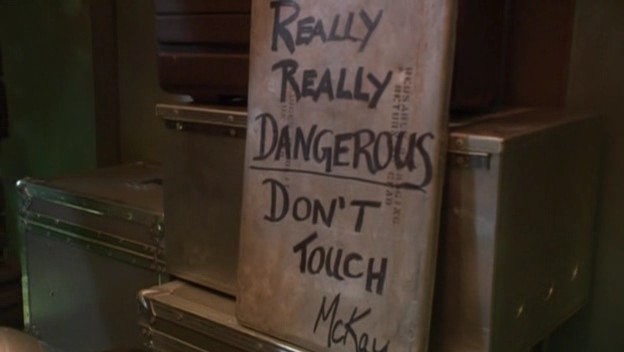 REALLY
REALLY
DANGEROUS
DON'T
TOUCH
McKay